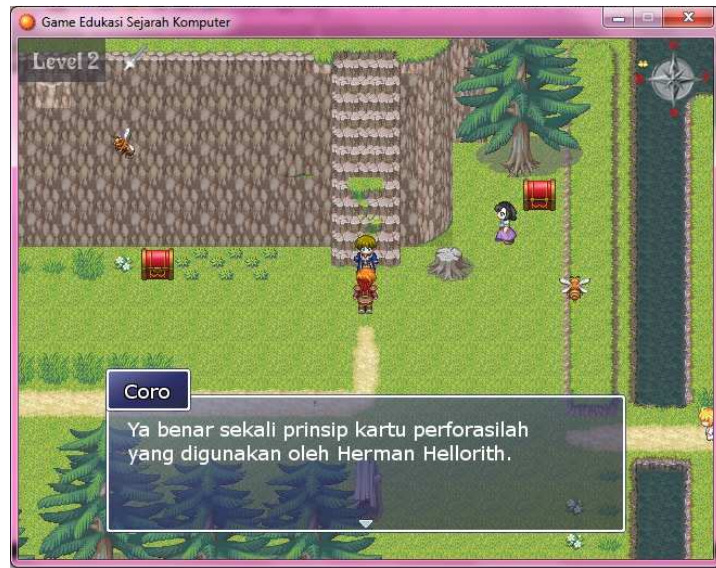 Game Edukasi Sejarah Komputer
Level 2
Coro
Ya benar sekali prinsip kartu perforasilah
yang digunakan oleh Herman Hellorith.